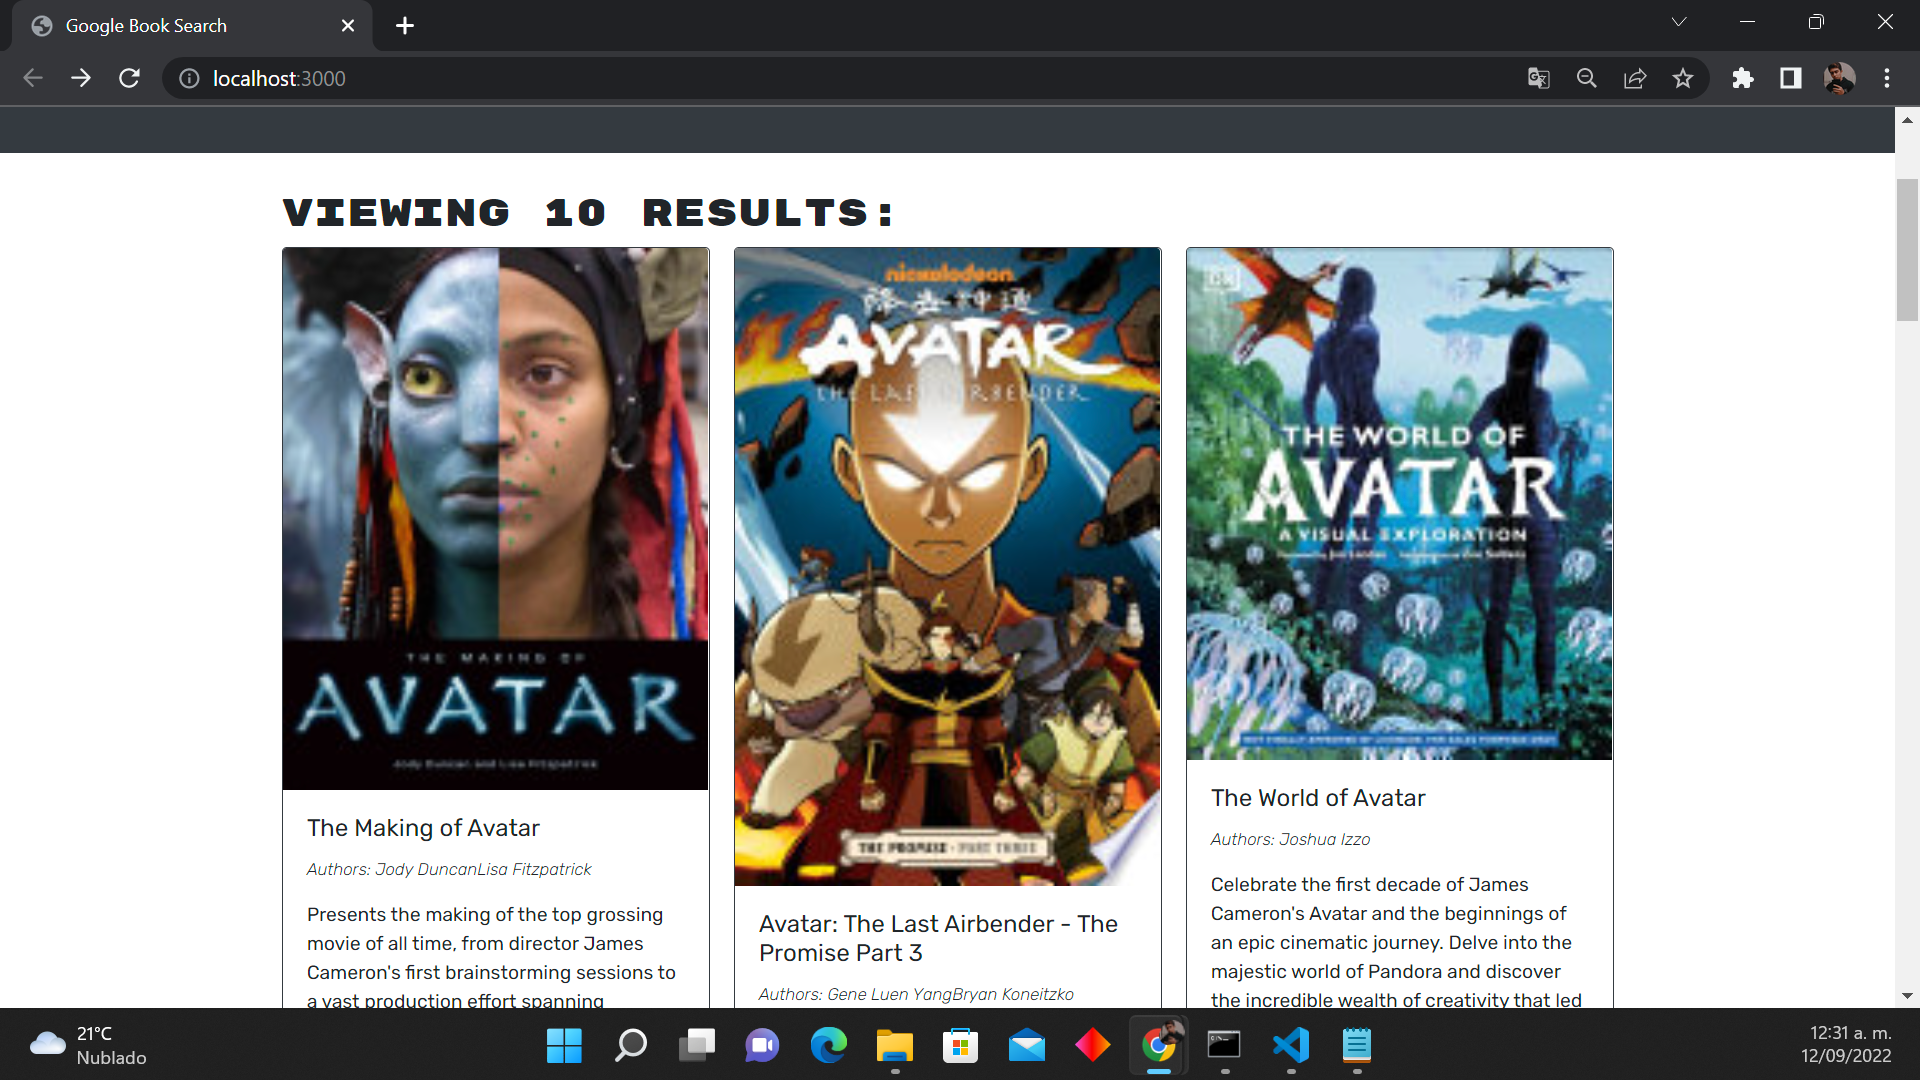 Google Book Search
localhost:3000
VIEWING 10 RESULTS:
THE MAKING OF
AVATAR
Jody Duncan and Lisa Fitzpatrick
The Making of Avatar
Authors: Jody DuncanLisa Fitzpatrick
Presents the making of the top grossing
movie of all time, from director James
Cameron's first brainstorming sessions to
a vast production effort spanning
nickelodeon
降去神通
AVATAR
THE LAST AIRBENDER
THE PROMISE · PART THREE
Avatar: The Last Airbender - The
Promise Part 3
Authors: Gene Luen YangBryan Koneitzko
DK
THE WORLD OF
AVATAR
A VISUAL EXPLORATION
The World of Avatar
Authors: Joshua Izzo
Celebrate the first decade of James
Cameron's Avatar and the beginnings of
an epic cinematic journey. Delve into the
majestic world of Pandora and discover
the incredible wealth of creativity that led
21°C
Nublado
12:31 a. m.
12/09/2022